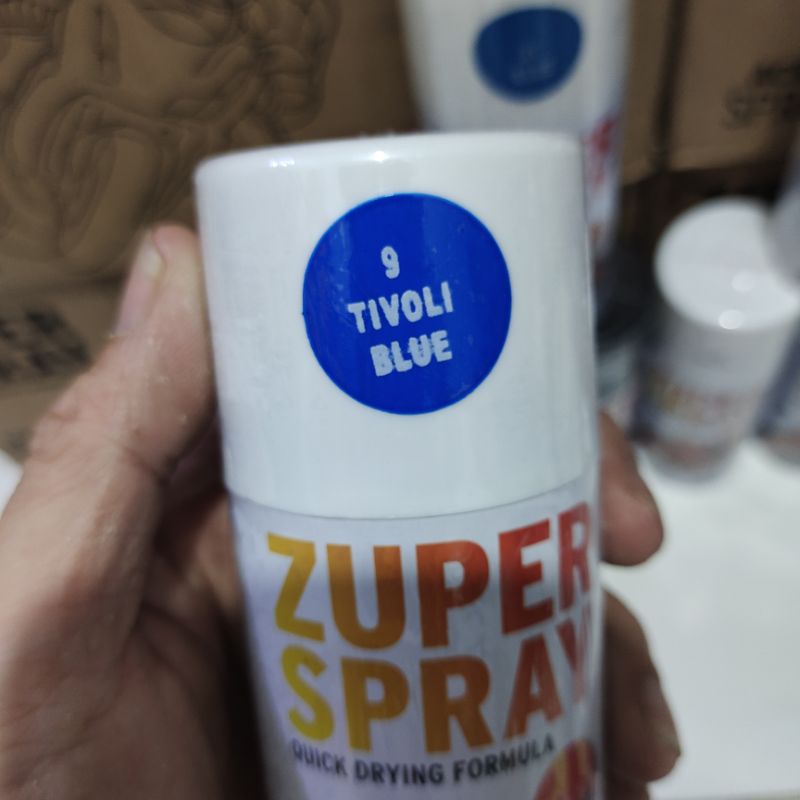 9
TIVOLI
BLUE
ZUPER
SPRAY
QUICK DRYING FORMULA